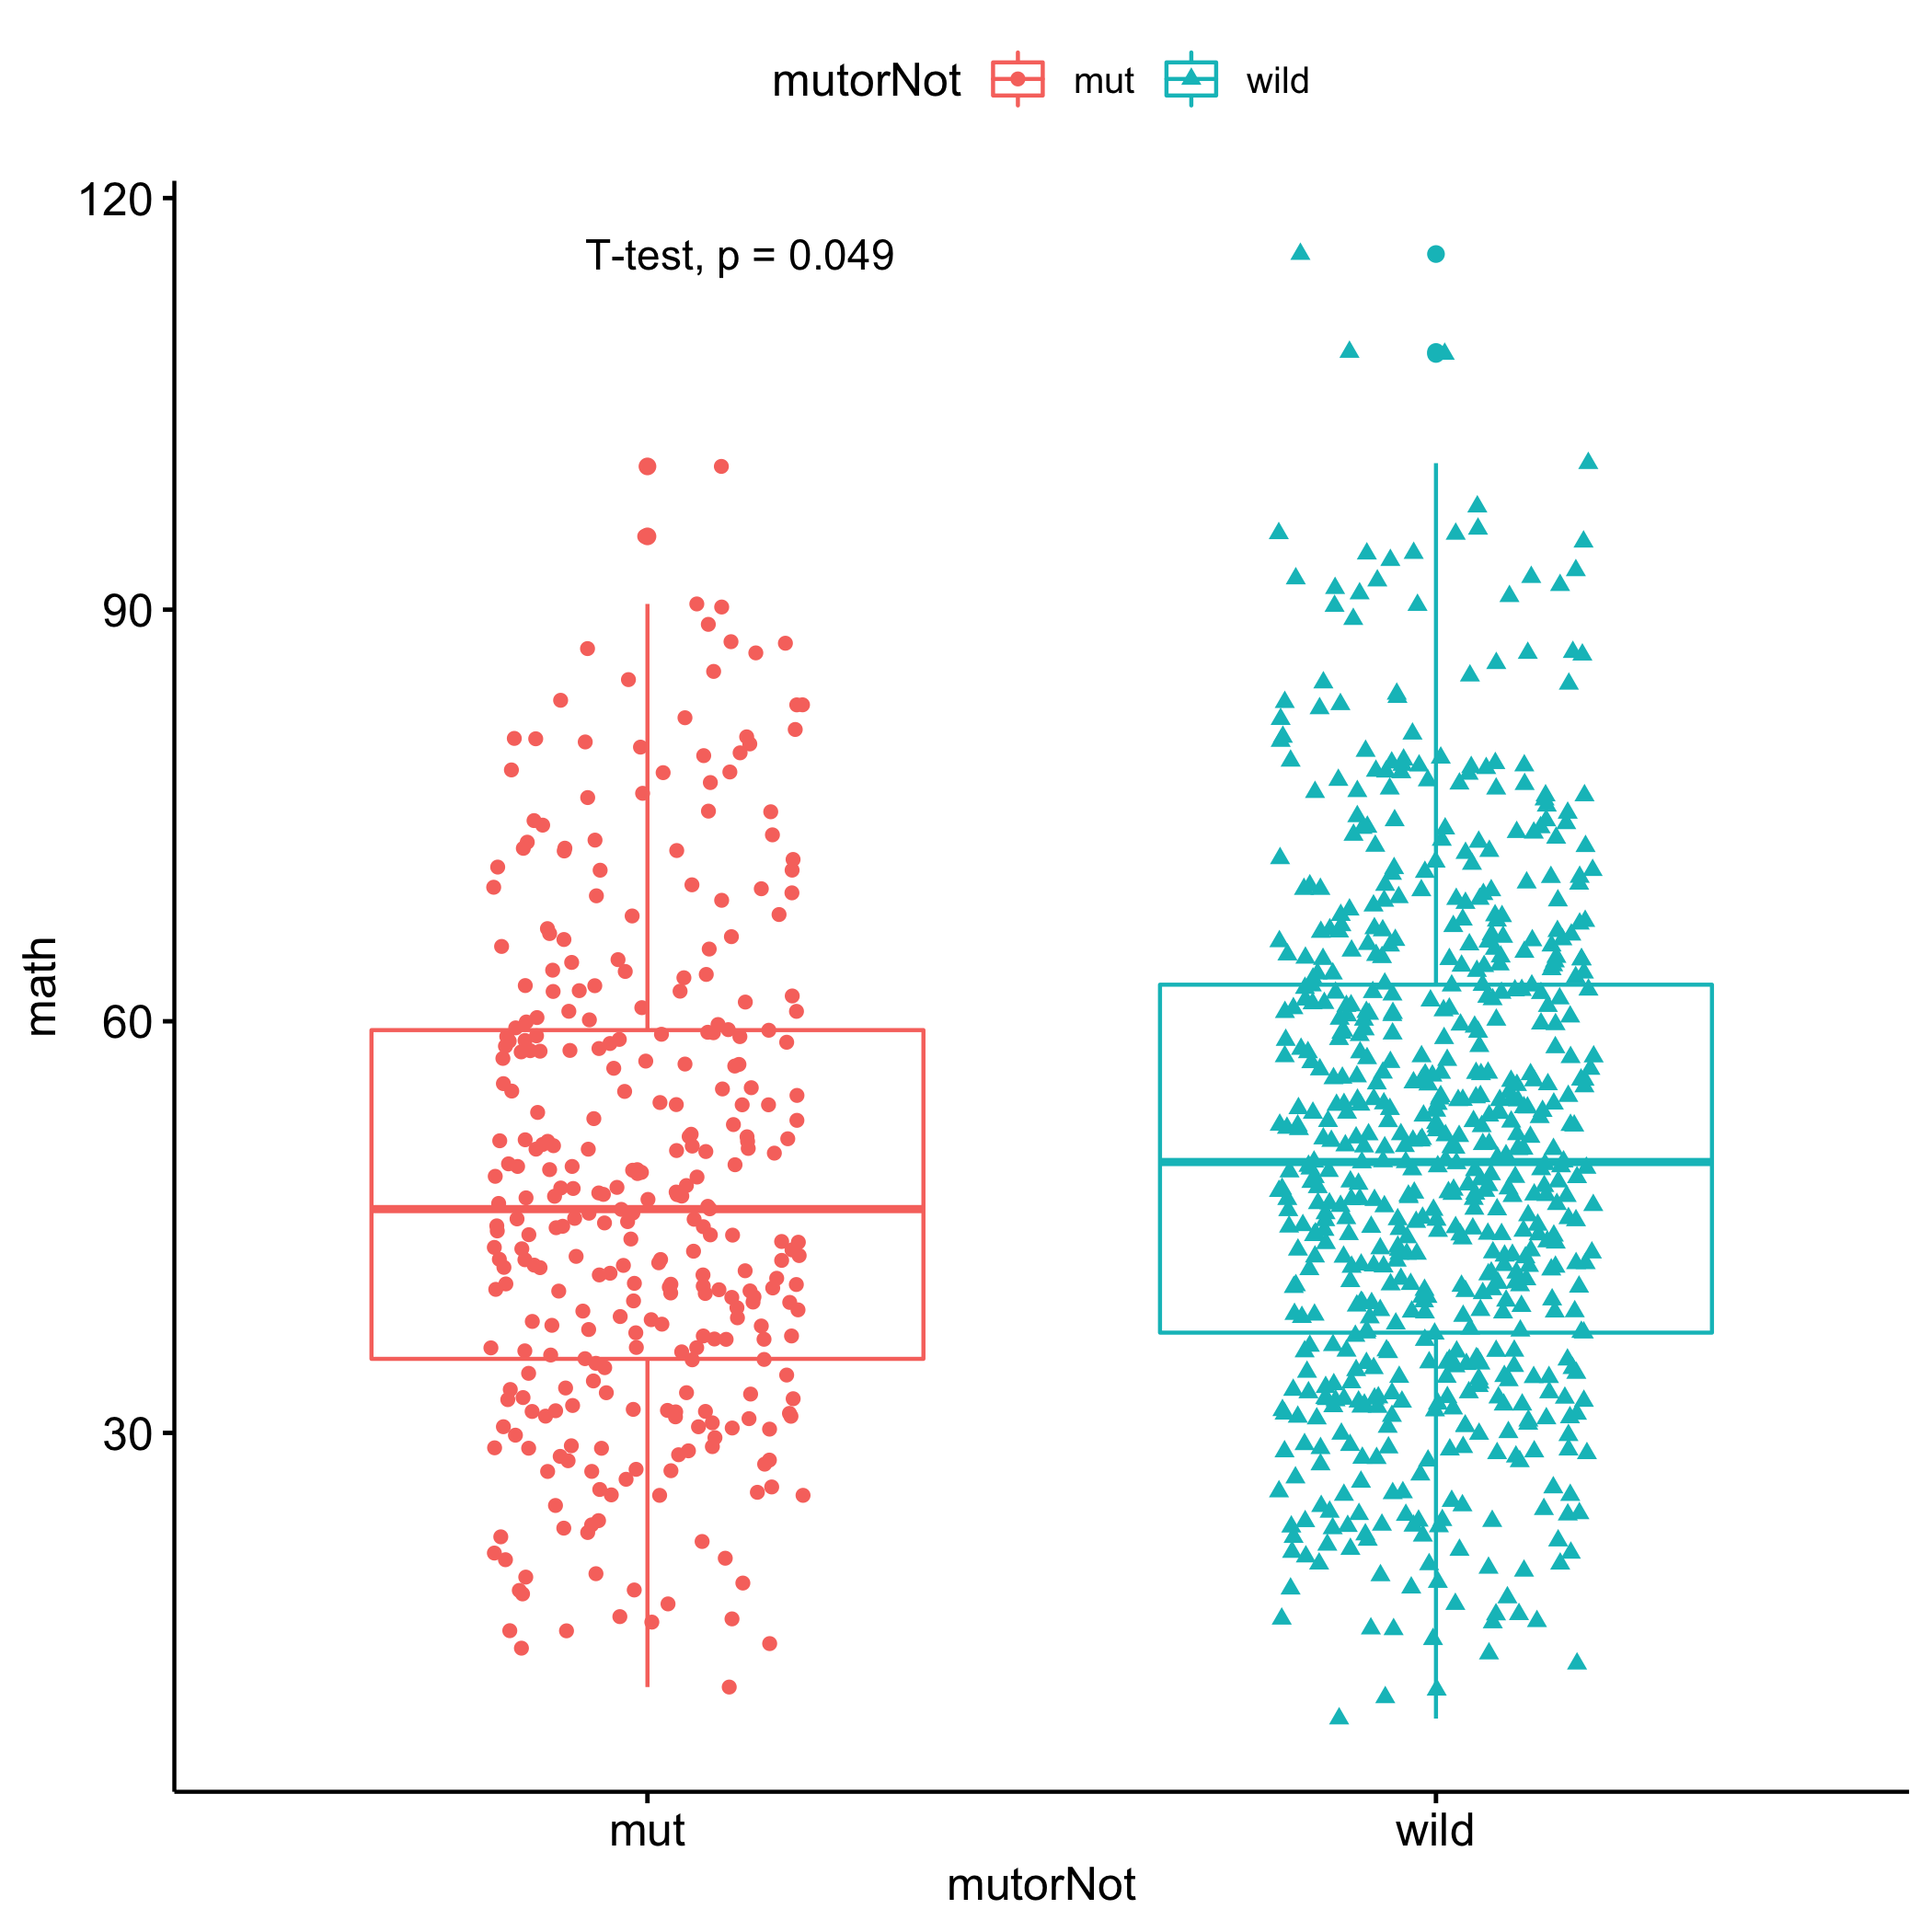 mutorNot mut wild
120
T-test, p = 0.049
90
60
30
math
mut wild
mutorNot